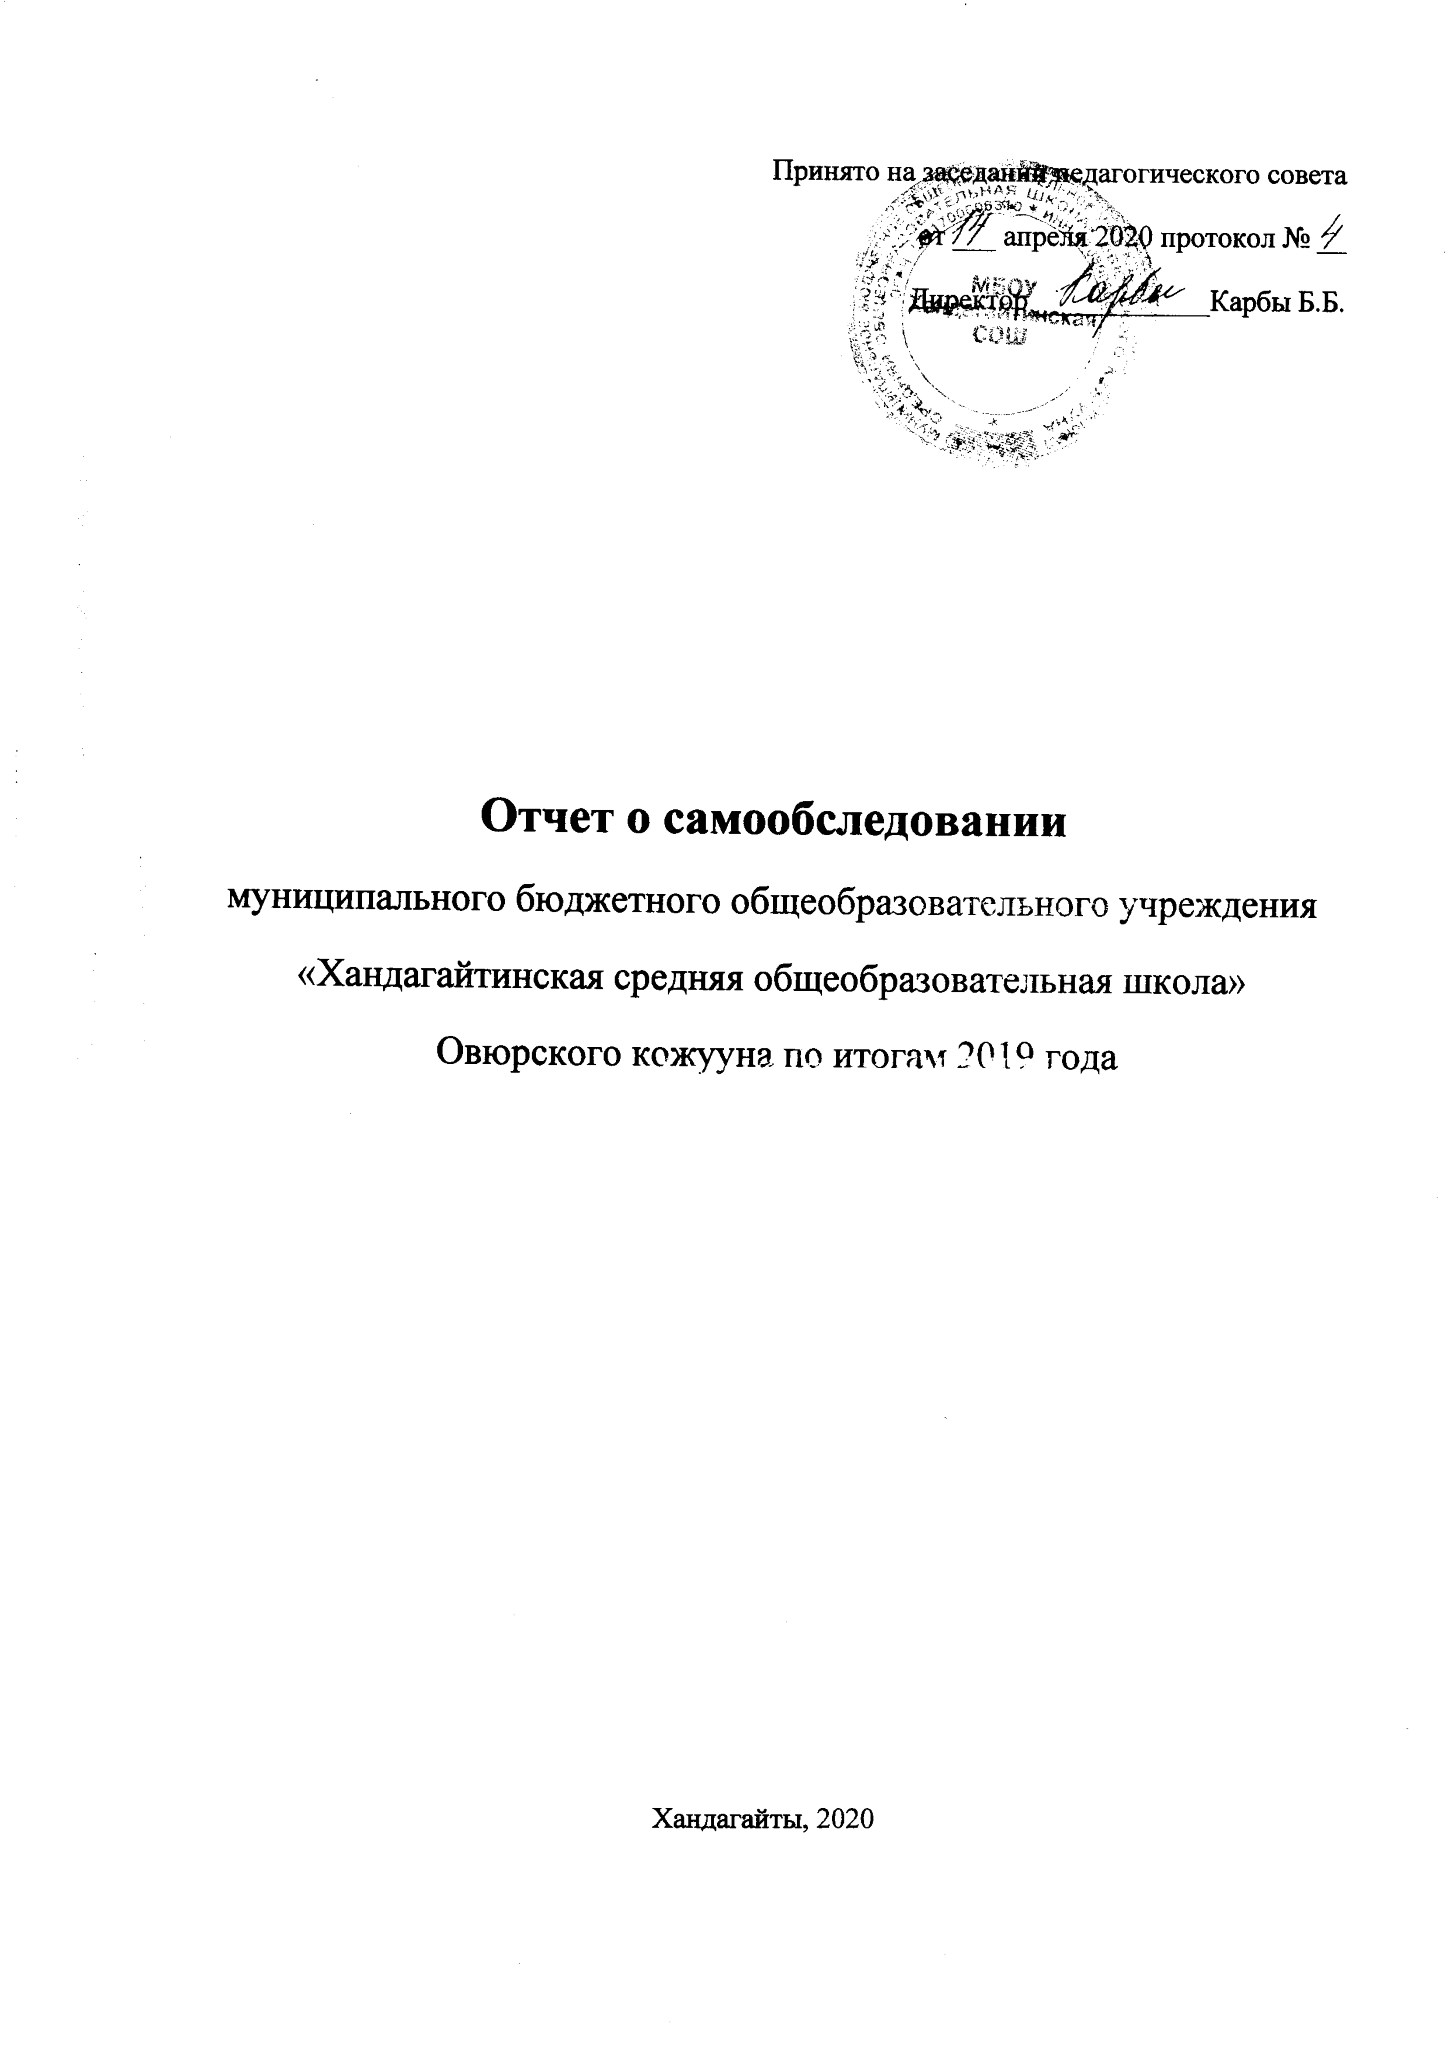 Принято на заседании педагогического совета
от 14 апреля 2020 протокол № 4
Директор Карбы Карбы Б.Б.
МБОУ
СОШ
Отчет о самообследовании
муниципального бюджетного общеобразовательного учреждения
«Хандагайтинская средняя общеобразовательная школа»
Овюрского кожууна по итогам 2019 года
Хандагайты, 2020